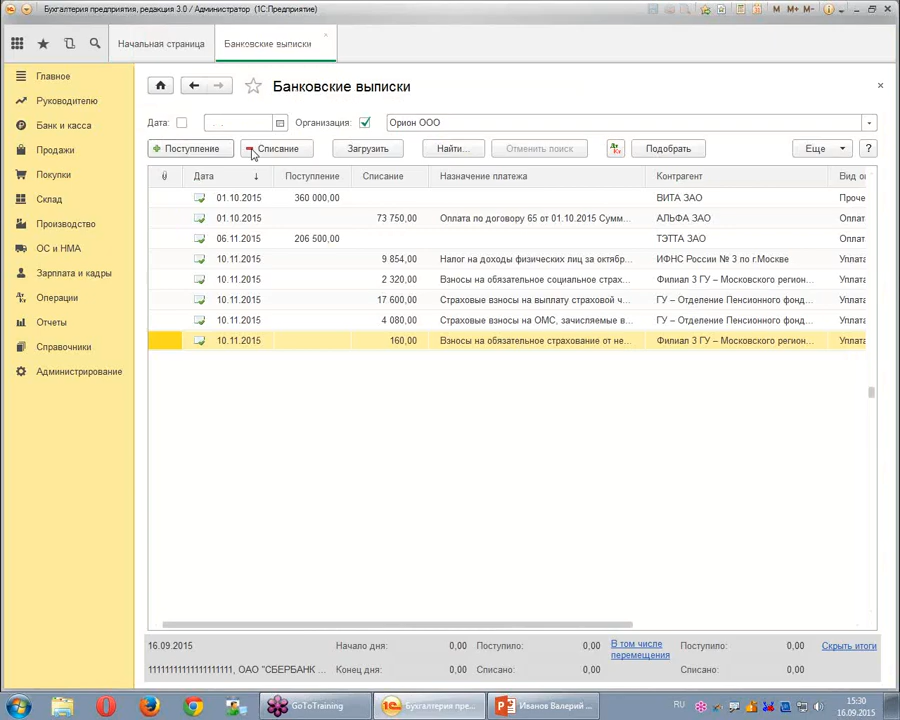 Бухгалтерия предприятия, редакция 3.0 / Администратор (1С:Предприятие)
M M+ M-
Начальная страница
Банковские выписки
Главное
Руководителю
Банк и касса
Продажи
Покупки
Склад
Производство
ОС и НМА
Зарплата и кадры
Операции
Отчеты
Справочники
Администрирование
Банковские выписки
Дата: . . Организация: Орион ООО
Поступление Списание Загрузить Найти... Отменить поиск Подобрать Еще ?
Дата Поступление Списание Назначение платежа Контрагент Вид оп
01.10.2015 360 000,00 ВИТА ЗАО Проче
01.10.2015 73 750,00 Оплата по договору 65 от 01.10.2015 Сумм... АЛЬФА ЗАО Оплат
06.11.2015 206 500,00 ТЭТТА ЗАО Оплат
10.11.2015 9 854,00 Налог на доходы физических лиц за октябр... ИФНС России № 3 по г.Москве Уплата
10.11.2015 2 320,00 Взносы на обязательное социальное страх... Филиал 3 ГУ – Московского регион... Уплата
10.11.2015 17 600,00 Страховые взносы на выплату страховой ч... ГУ – Отделение Пенсионного фонд... Уплата
10.11.2015 4 080,00 Страховые взносы на ОМС, зачисляемые в... ГУ – Отделение Пенсионного фонд... Уплата
10.11.2015 160,00 Взносы на обязательное страхование от не... Филиал 3 ГУ – Московского регион... Уплата
16.09.2015 Начало дня: 0,00 Поступило: 0,00 В том числе перемещения Поступило: 0,00 Скрыть итоги
ОАО "СБЕРБАНК ... Конец дня: 0,00 Списано: 0,00 Списано: 0,00
GoToTraining
Бухгалтерия пре...
Иванов Валерий ...
RU
15:30
16.09.2015